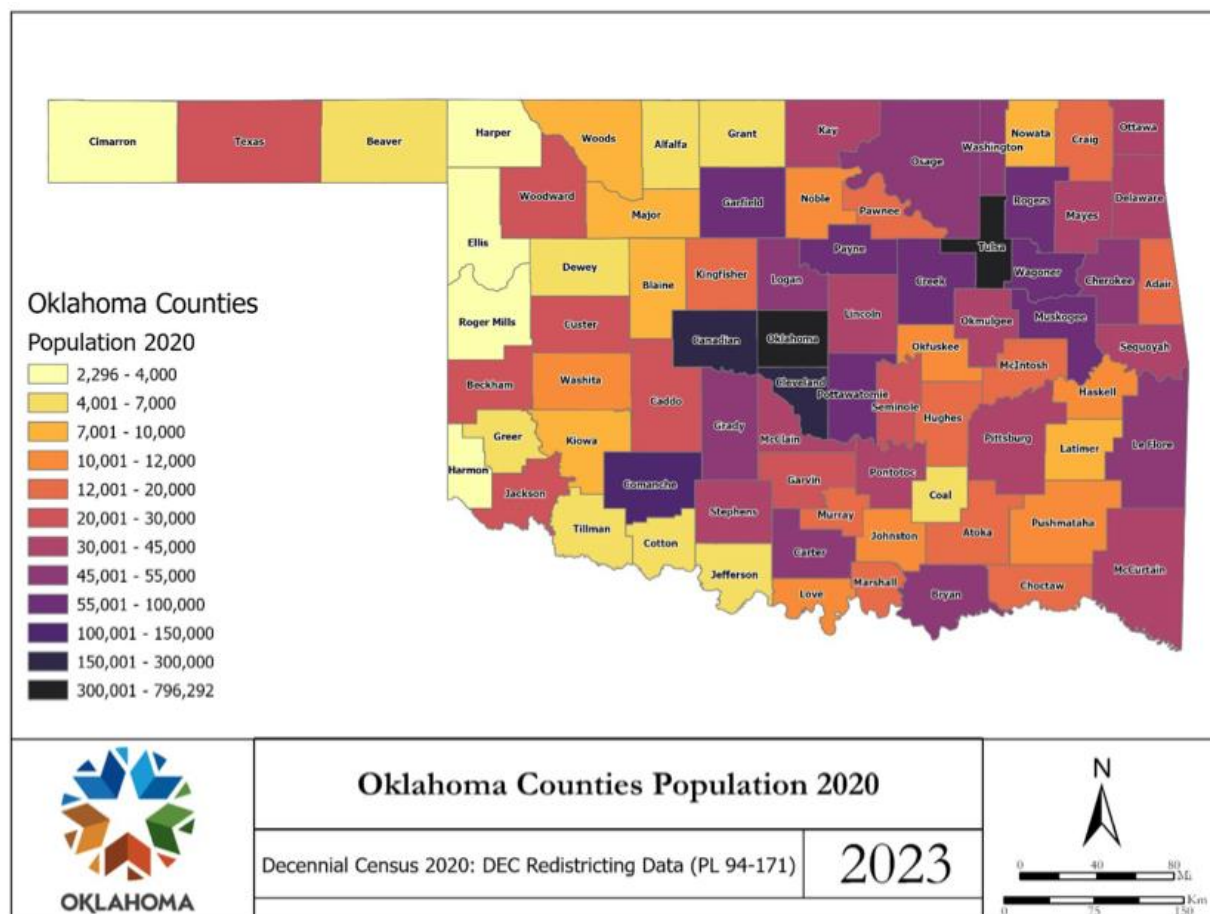 Cimarron
Texas
Beaver
Harper
Woods
Alfalfa
Grant
Kay
Osage
Washington
Nowata
Craig
Ottawa
Woodward
Major
Garfield
Noble
Pawnee
Rogers
Mayes
Delaware
Ellis
Dewey
Blaine
Kingfisher
Logan
Payne
Creek
Tulsa
Wagoner
Cherokee
Adair
Roger Mills
Custer
Canadian
Oklahoma
Lincoln
Okmulgee
Muskogee
Sequoyah
Beckham
Washita
Caddo
Grady
Cleveland
McClain
Pottawatomie
Seminole
Okfuskee
Hughes
McIntosh
Haskell
Pittsburg
Latimer
Le Flore
Harmon
Greer
Kiowa
Jackson
Comanche
Tillman
Cotton
Stephens
Jefferson
Garvin
Murray
Carter
Love
Pontotoc
Johnston
Marshall
Coal
Atoka
Bryan
Pushmataha
Choctaw
McCurtain
Oklahoma Counties
Population 2020
2,296 - 4,000
4,001 - 7,000
7,001 - 10,000
10,001 - 12,000
12,001 - 20,000
20,001 - 30,000
30,001 - 45,000
45,001 - 55,000
55,001 - 100,000
100,001 - 150,000
150,001 - 300,000
300,001 - 796,292
OKLAHOMA
Oklahoma Counties Population 2020
Decennial Census 2020: DEC Redistricting Data (PL 94-171)
2023
N
0 40 80
Mi
Km
0 75 150